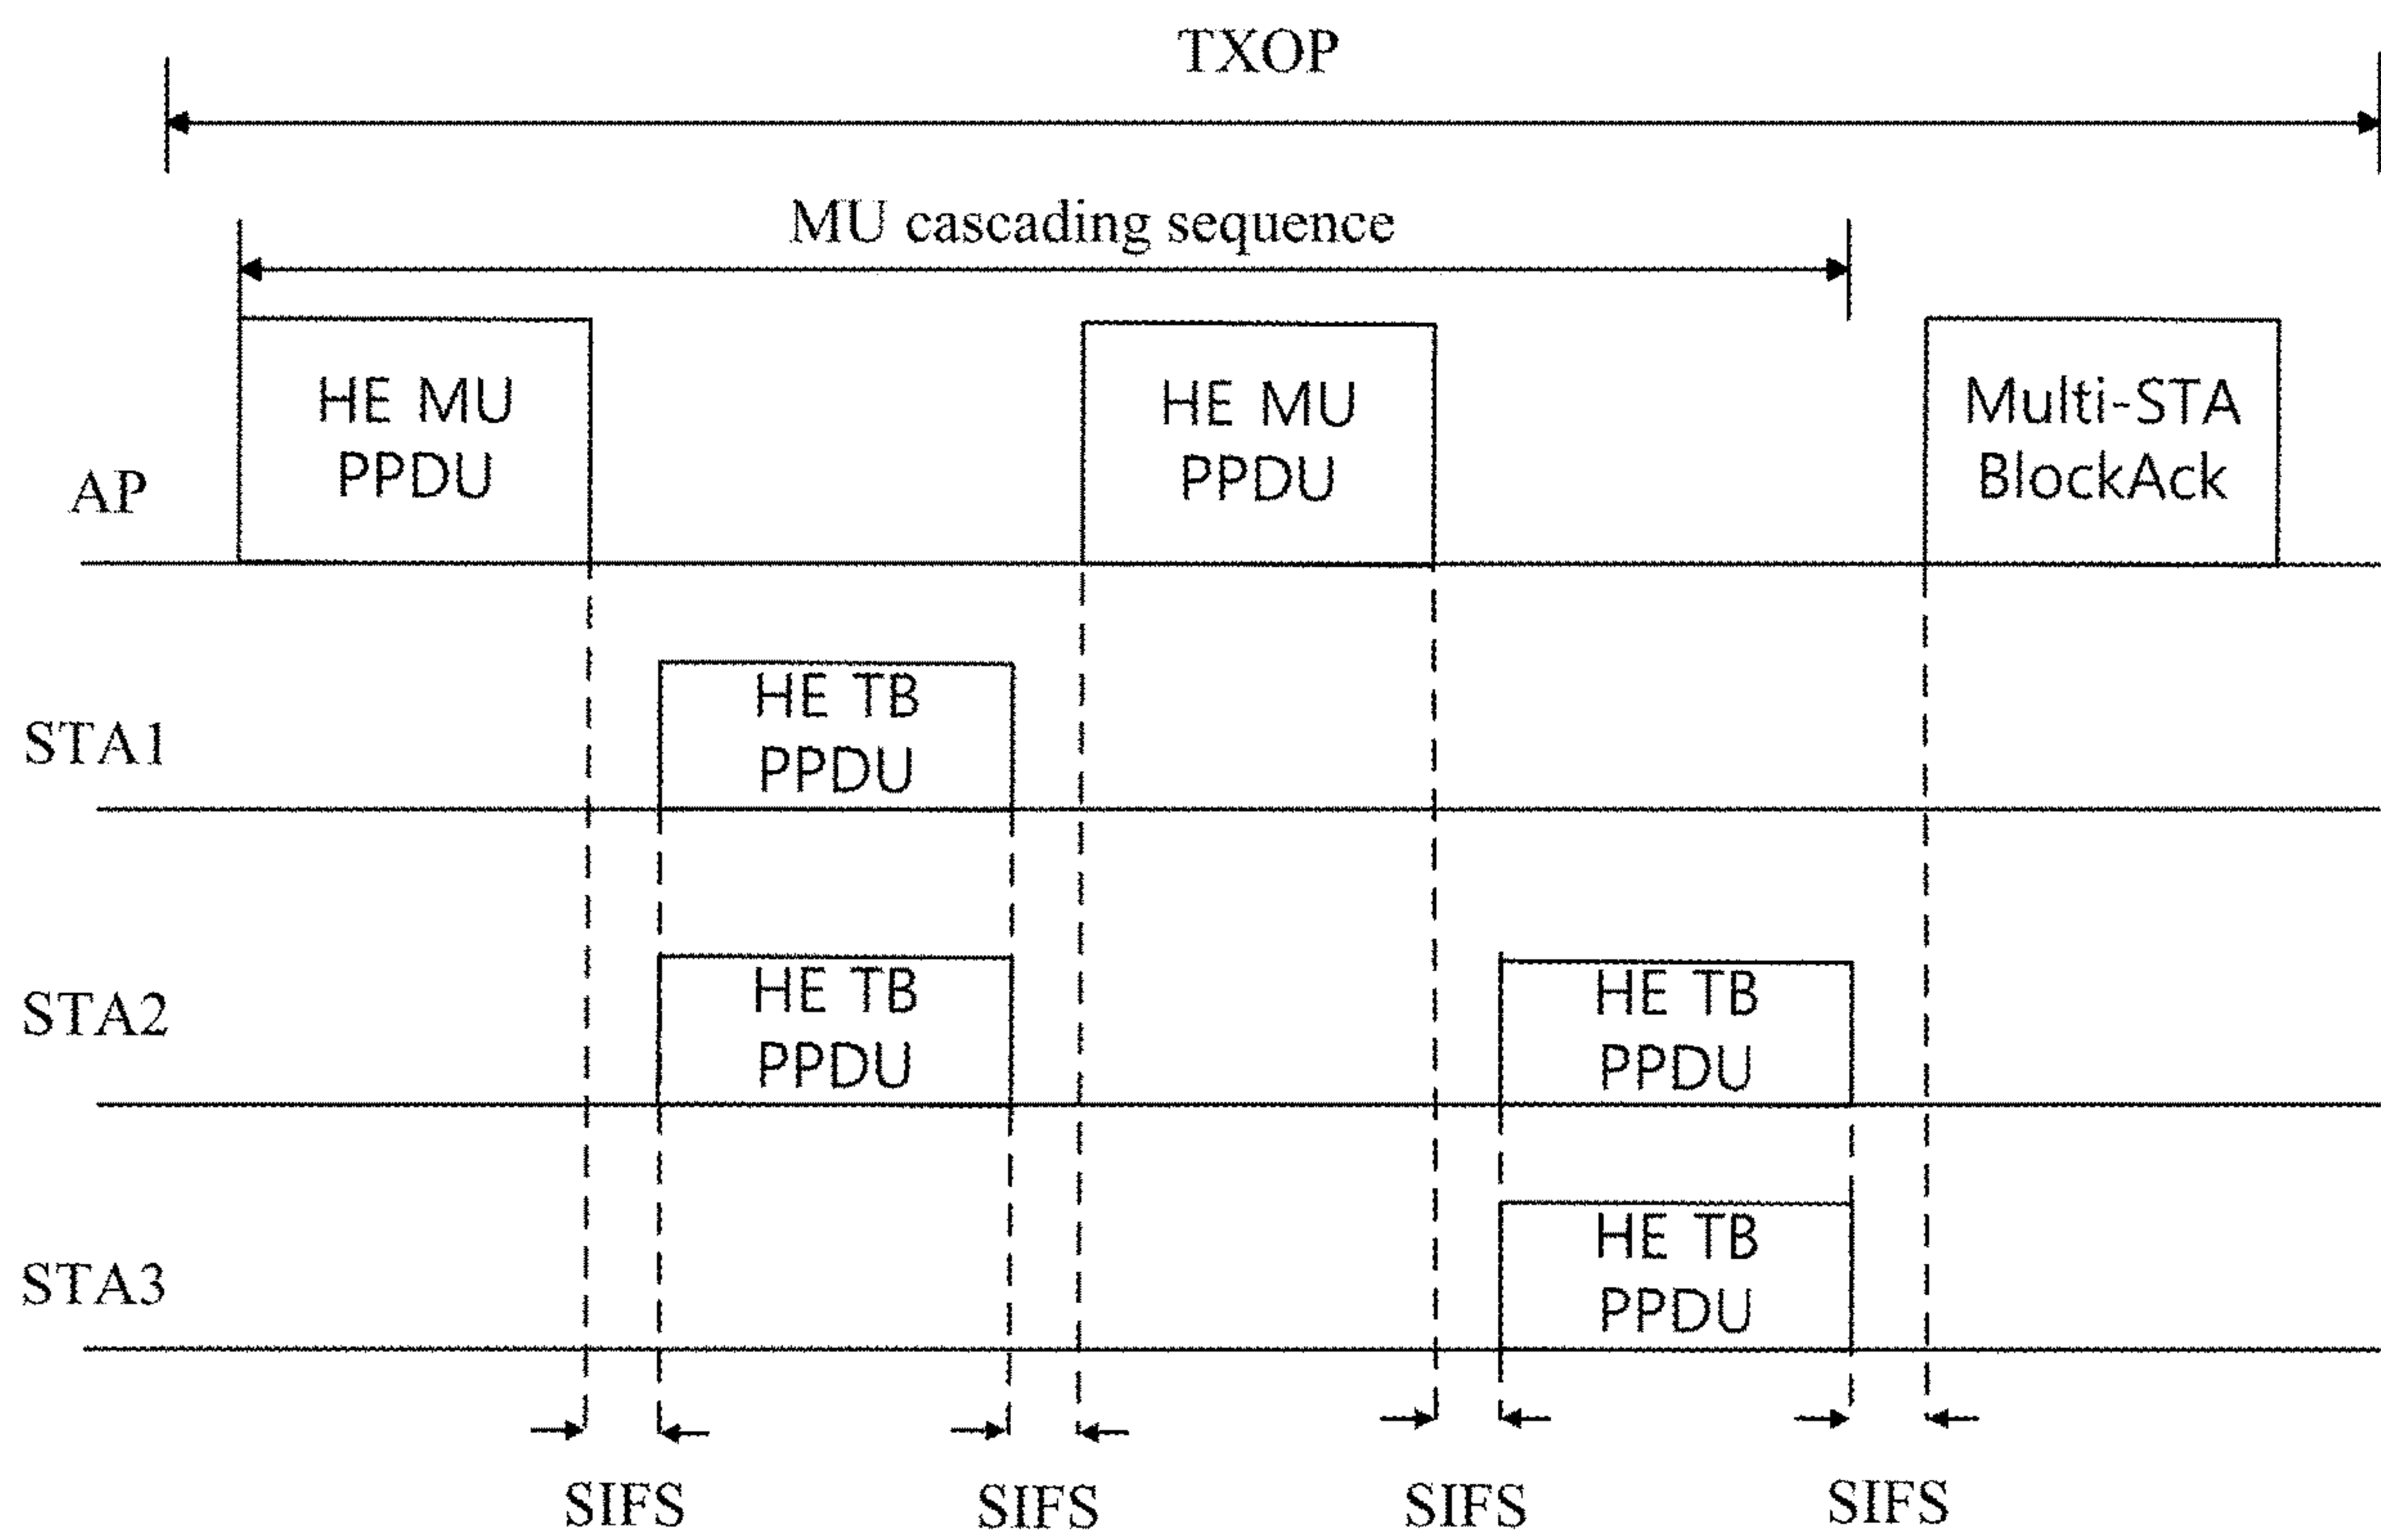 TXOP
MU cascading sequence
HE MU
PPDU
HE MU
PPDU
Multi-STA
BlockAck
AP
HE TB
PPDU
STA1
HE TB
PPDU
HE TB
PPDU
STA2
HE TB
PPDU
STA3
SIFS
SIFS
SIFS
SIFS